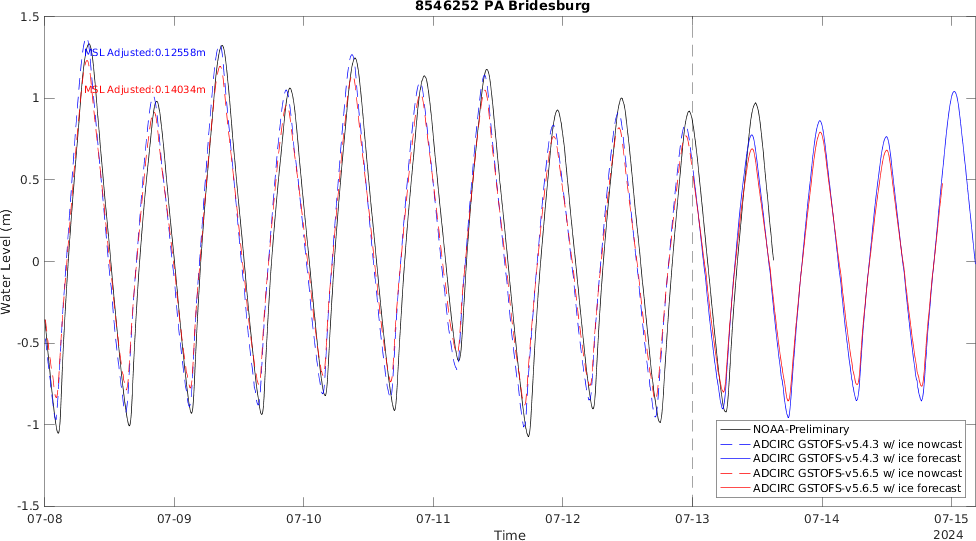 8546252 PA Bridesburg
1.5
1
0.5
0
-0.5
-1
-1.5
Water Level (m)
MSL Adjusted:0.12558m
MSL Adjusted:0.14034m
NOAA-Preliminary
ADCIRC GSTOFS-v5.4.3 w/ ice nowcast
ADCIRC GSTOFS-v5.4.3 w/ ice forecast
ADCIRC GSTOFS-v5.6.5 w/ ice nowcast
ADCIRC GSTOFS-v5.6.5 w/ ice forecast
07-08 07-09 07-10 07-11 07-12 07-13 07-14 07-15
Time
2024